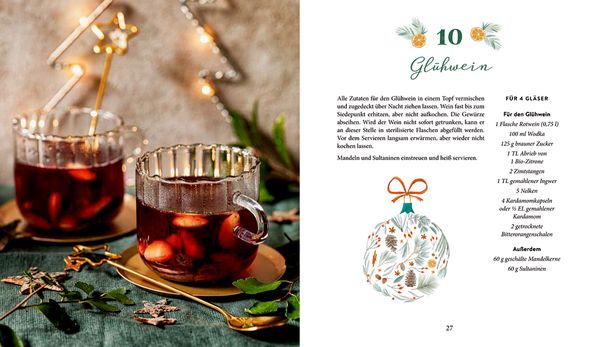 10
Glühwein
Alle Zutaten für den Glühwein in einem Topf vermischen
und zugedeckt über Nacht ziehen lassen. Wein fast bis zum
Siedepunkt erhitzen, aber nicht aufkochen. Die Gewürze
abseihen. Wird der Wein nicht sofort getrunken, kann er
an dieser Stelle in sterilisierte Flaschen abgefüllt werden.
Vor dem Servieren langsam erwärmen, aber wieder nicht
kochen lassen.
Mandeln und Sultaninen einstreuen und heiß servieren.
FÜR 4 GLÄSER
Für den Glühwein
1 Flasche Rotwein (0,75 l)
100 ml Wodka
125 g brauner Zucker
1 TL Abrieb von
1 Bio-Zitrone
2 Zimtstangen
1 TL gemahlener Ingwer
5 Nelken
4 Kardamomkapseln
oder ½ EL gemahlener
Kardamom
2 getrocknete
Bitterorangenschalen
Außerdem
60 g geschälte Mandelkerne
60 g Sultaninen
27